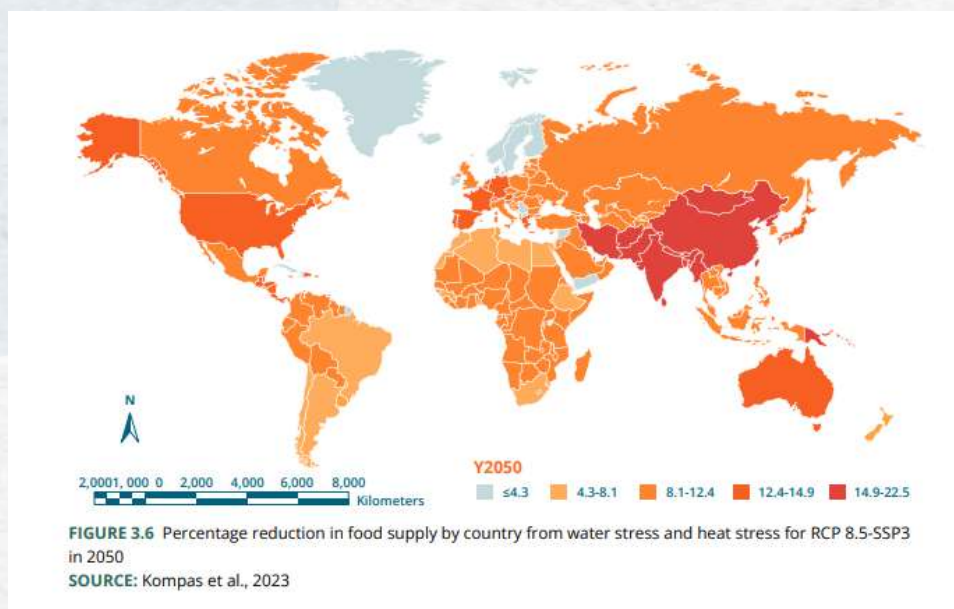 N
2,0001, 000 0 2,000 4,000 6,000 8,000
Kilometers
Y2050
≤4.3 4.3-8.1 8.1-12.4 12.4-14.9 14.9-22.5
FIGURE 3.6 Percentage reduction in food supply by country from water stress and heat stress for RCP 8.5-SSP3
in 2050
SOURCE: Kompas et al., 2023